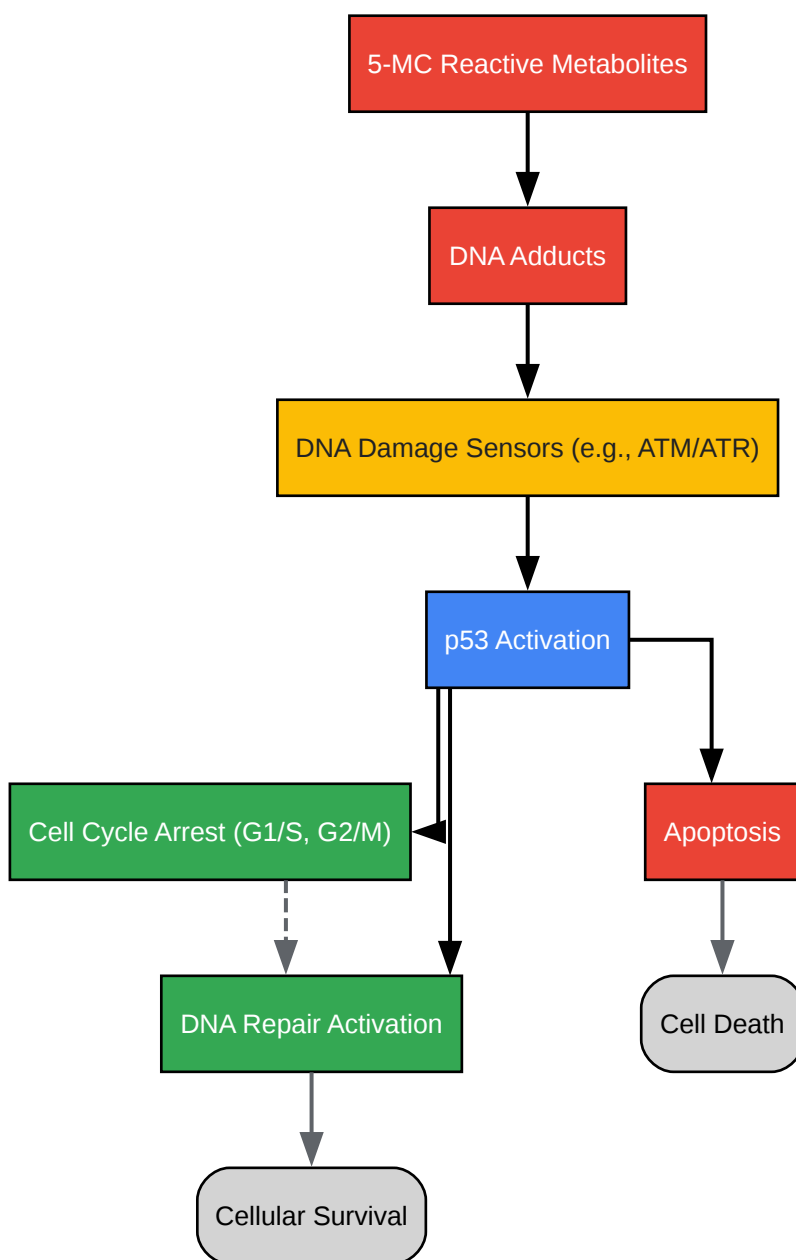 5-MC Reactive Metabolites
DNA Adducts
DNA Damage Sensors (e.g., ATM/ATR)
p53 Activation
Cell Cycle Arrest (G1/S, G2/M)
Apoptosis
DNA Repair Activation
Cell Death
Cellular Survival